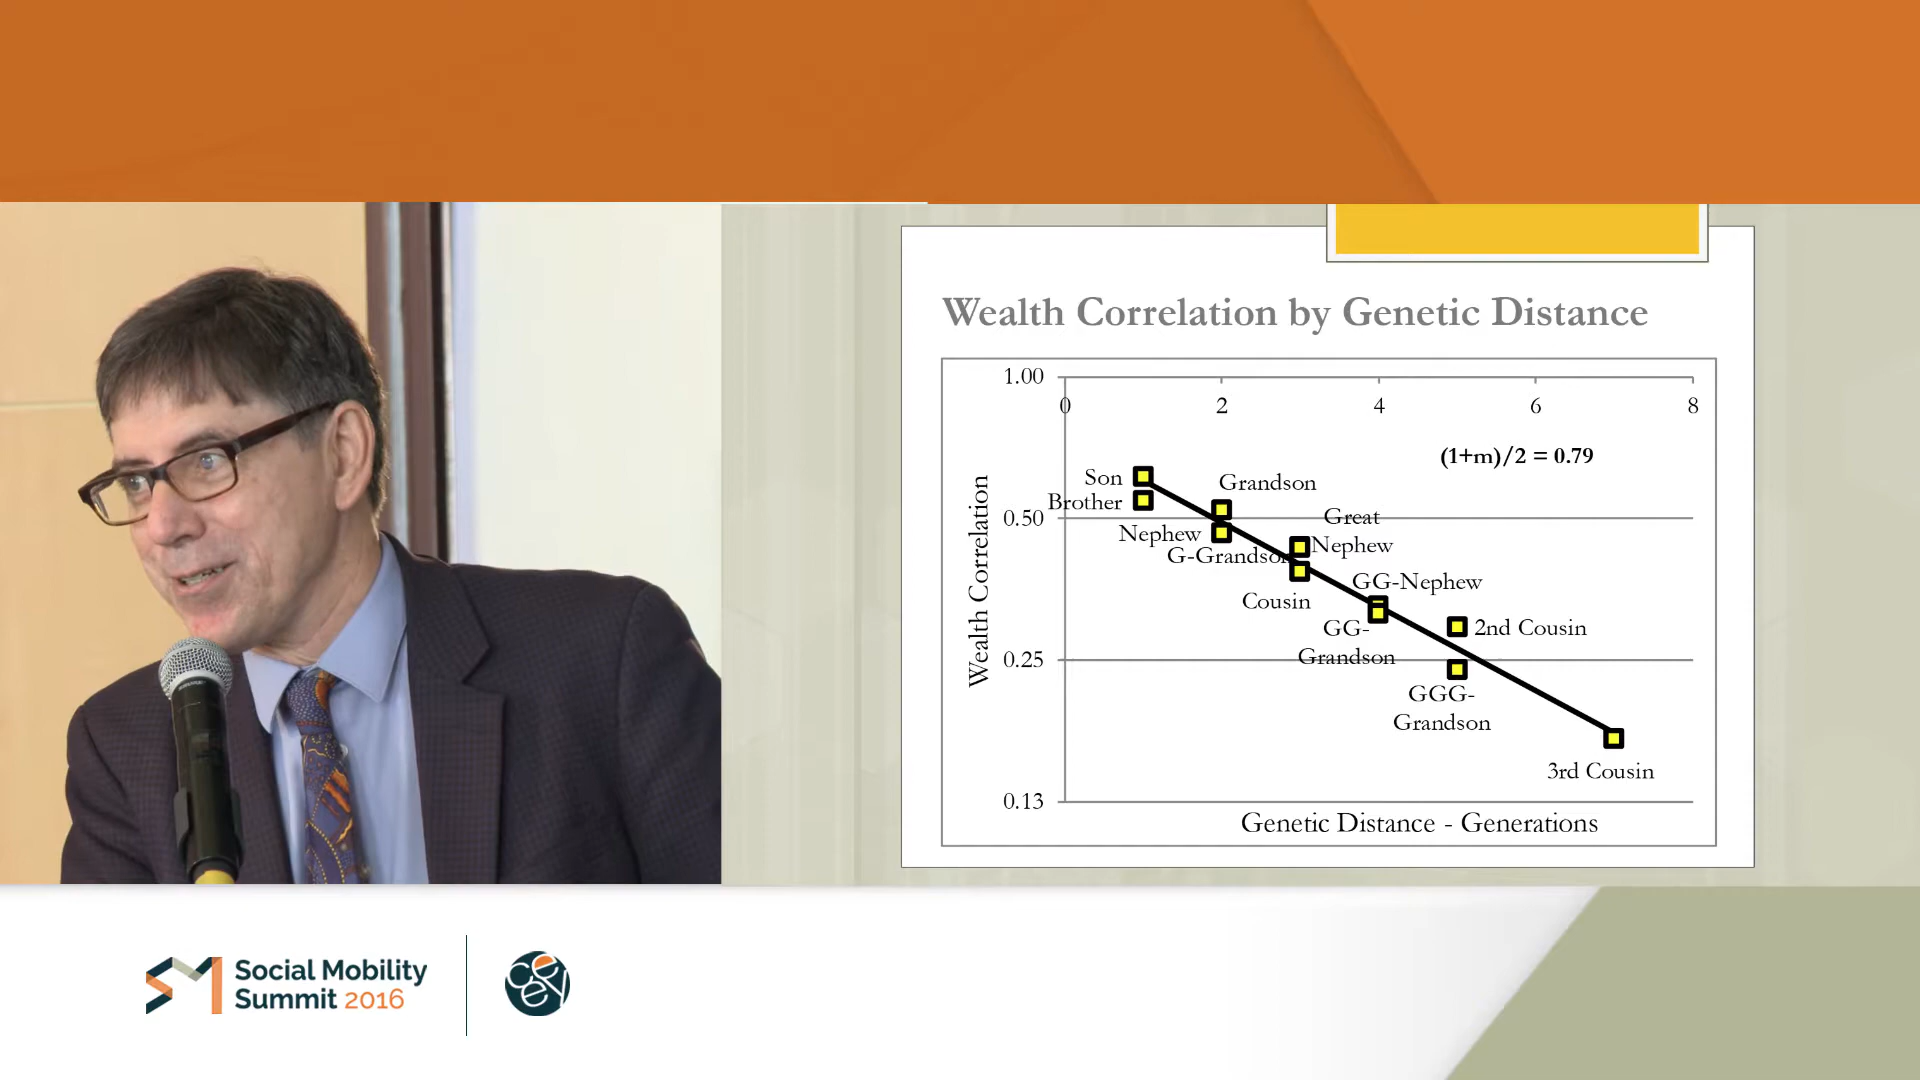 Wealth Correlation by Genetic Distance
1.00
0
2
4
6
8
(1+m)/2 = 0.79
Son
Grandson
Brother
0.50
Great
Nephew
Nephew
G-Grandson
GG-Nephew
Cousin
GG-
Grandson
2nd Cousin
0.25
GGG-
Grandson
3rd Cousin
0.13
Wealth Correlation
Genetic Distance - Generations
SM
Social Mobility
Summit 2016
ceey